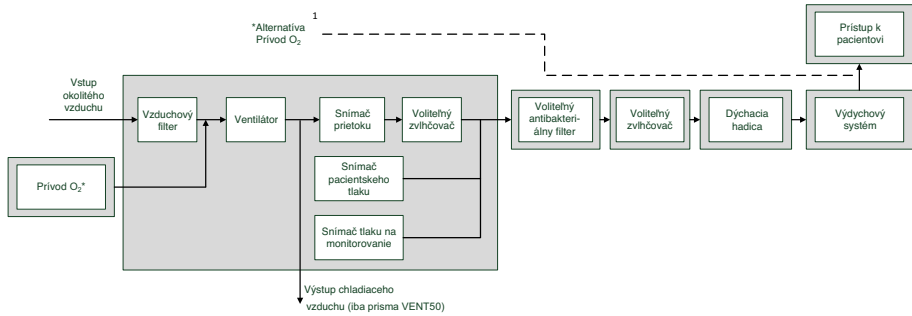 1
*Alternatíva
Prívod O₂
Prístup k
pacientovi
Vstup
okolitého
vzduchu
Vzduchový
filter
Ventilátor
Snímač
prietoku
Voliteľný
zvlhčovač
Voliteľný
antibakteri-
álny filter
Voliteľný
zvlhčovač
Dýchacia
hadica
Výdychový
systém
Prívod O₂*
Snímač
pacientskeho
tlaku
Snímač tlaku na
monitorovanie
Výstup chladiaceho
vzduchu (iba prisma VENT50)